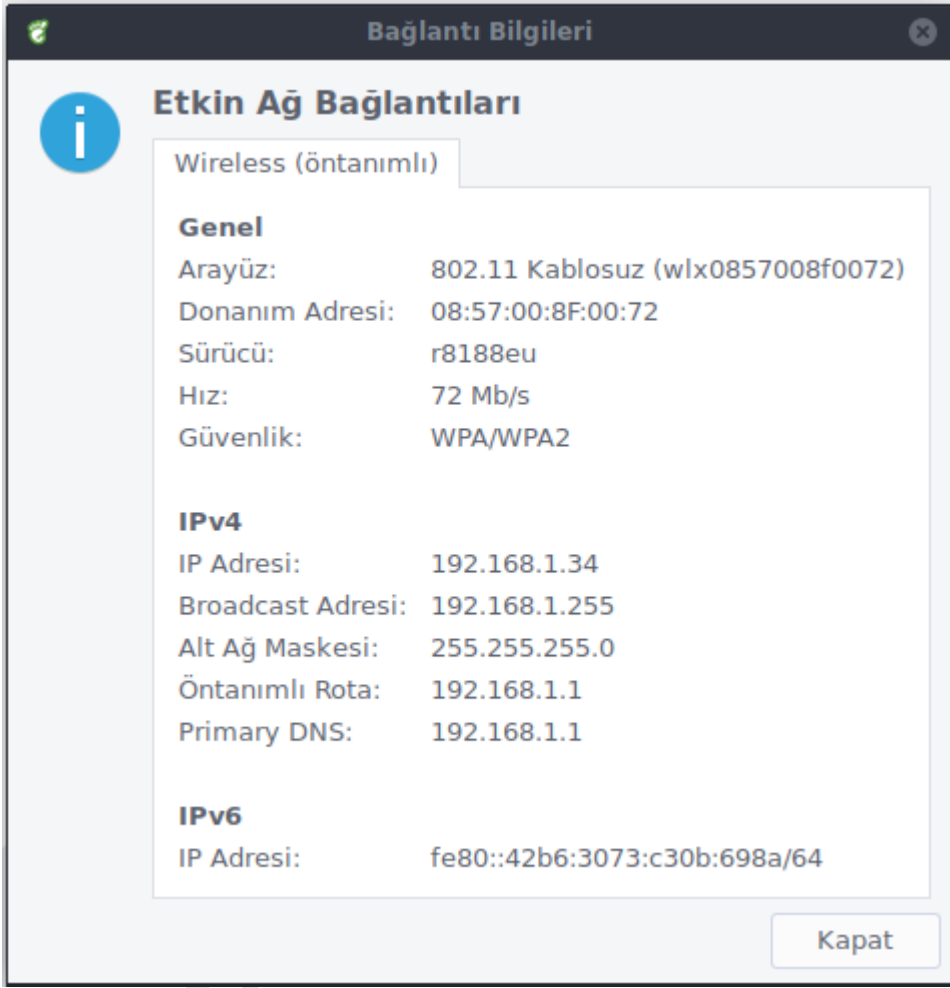 Bağlantı Bilgileri
Etkin Ağ Bağlantıları
Wireless (öntanımlı)
Genel
Arayüz: 802.11 Kablosuz (wlx0857008f0072)
Donanım Adresi: 08:57:00:8F:00:72
Sürücü: r8188eu
Hız: 72 Mb/s
Güvenlik: WPA/WPA2
IPv4
IP Adresi: 192.168.1.34
Broadcast Adresi: 192.168.1.255
Alt Ağ Maskesi: 255.255.255.0
Öntanımlı Rota: 192.168.1.1
Primary DNS: 192.168.1.1
IPv6
IP Adresi: fe80::42b6:3073:c30b:698a/64
Kapat